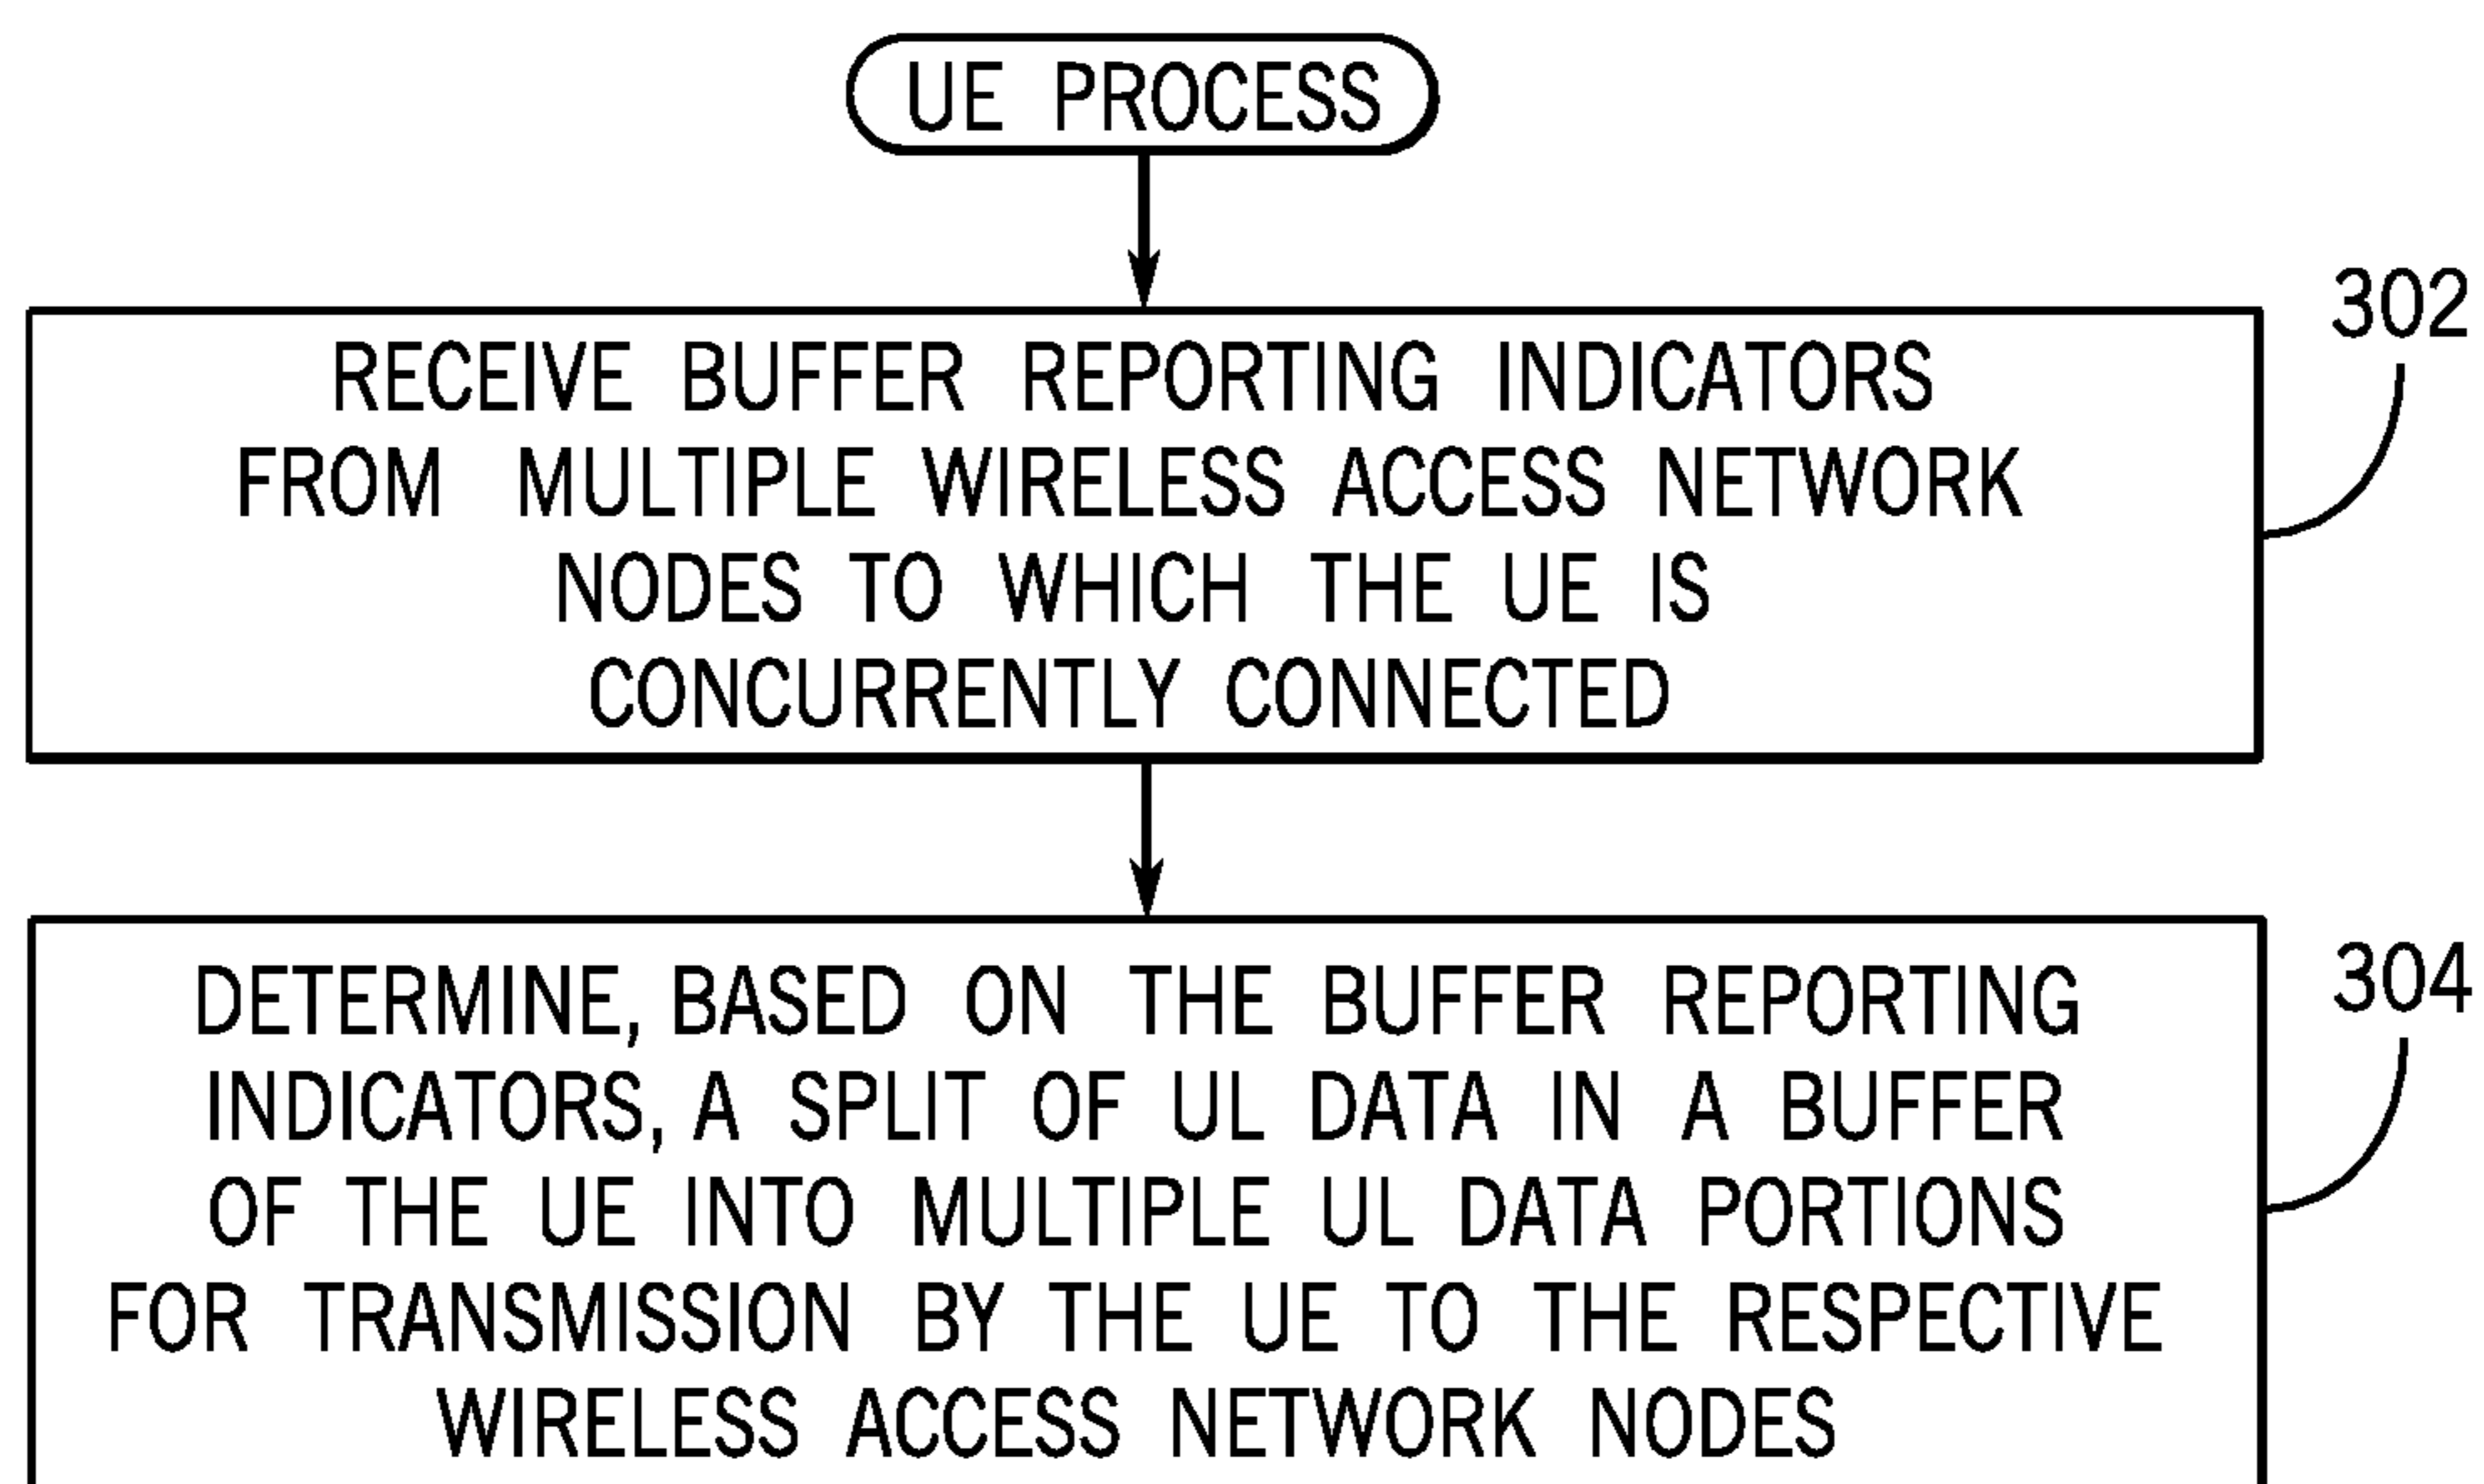 UE PROCESS
302
RECEIVE BUFFER REPORTING INDICATORS
FROM MULTIPLE WIRELESS ACCESS NETWORK
NODES TO WHICH THE UE IS
CONCURRENTLY CONNECTED
304
DETERMINE, BASED ON THE BUFFER REPORTING
INDICATORS, A SPLIT OF UL DATA IN A BUFFER
OF THE UE INTO MULTIPLE UL DATA PORTIONS
FOR TRANSMISSION BY THE UE TO THE RESPECTIVE
WIRELESS ACCESS NETWORK NODES